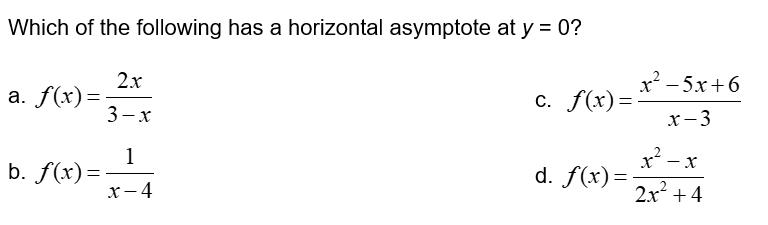 Which of the following has a horizontal asymptote at y = 0?
a. f(x) = 2x / (3 − x)
b. f(x) = 1 / (x − 4)
c. f(x) = (x² − 5x + 6) / (x − 3)
d. f(x) = (x² − x) / (2x² + 4)